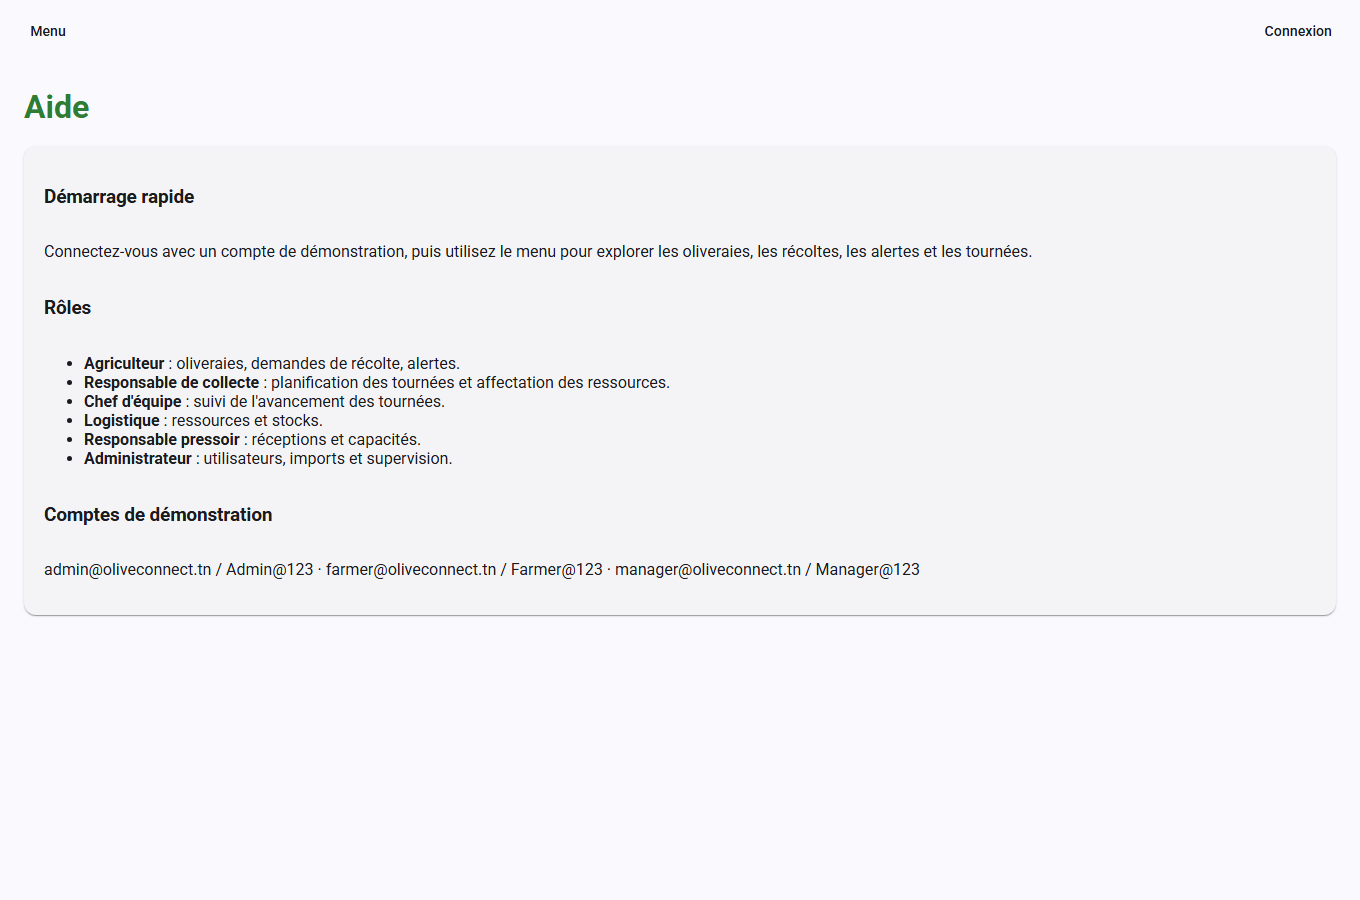 Menu
Connexion
Aide
Démarrage rapide
Connectez-vous avec un compte de démonstration, puis utilisez le menu pour explorer les oliveraies, les récoltes, les alertes et les tournées.
Rôles
• Agriculteur : oliveraies, demandes de récolte, alertes.
• Responsable de collecte : planification des tournées et affectation des ressources.
• Chef d'équipe : suivi de l'avancement des tournées.
• Logistique : ressources et stocks.
• Responsable pressoir : réceptions et capacités.
• Administrateur : utilisateurs, imports et supervision.
Comptes de démonstration
admin@oliveconnect.tn / Admin@123 · farmer@oliveconnect.tn / Farmer@123 · manager@oliveconnect.tn / Manager@123